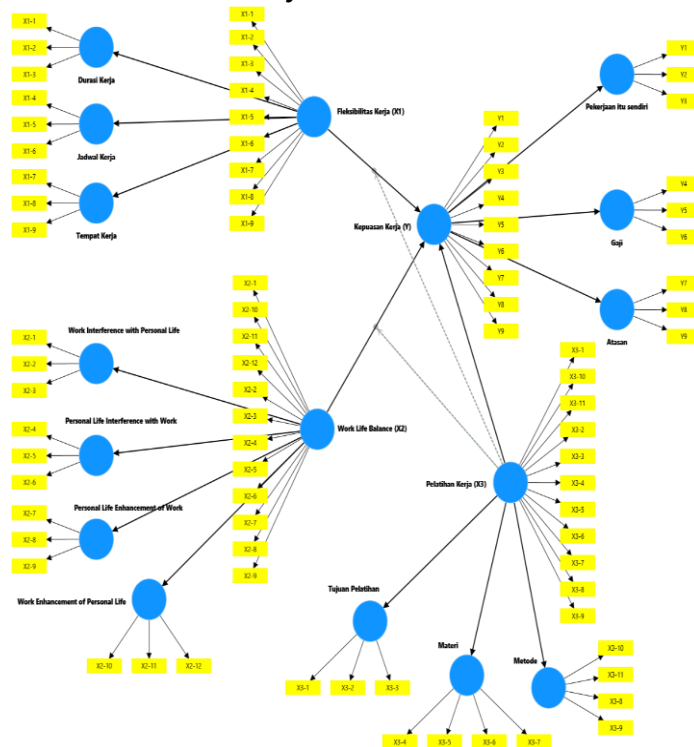 X1-1
X1-2
X1-3
Durasi Kerja
X1-4
X1-5
X1-6
Jadwal Kerja
X1-7
X1-8
X1-9
Tempat Kerja
X1-1
X1-2
X1-3
X1-4
X1-5
X1-6
X1-7
X1-8
X1-9
Fleksibilitas Kerja (X1)
Y1
Y2
Y3
Y4
Y5
Y6
Y7
Y8
Y9
Kepuasan Kerja (Y)
Y1
Y2
Y3
Pekerjaan itu sendiri
Y4
Y5
Y6
Gaji
Y7
Y8
Y9
Atasan
Work Interference with Personal Life
X2-1
X2-2
X2-3
Personal Life Interference with Work
X2-4
X2-5
X2-6
Personal Life Enhancement of Work
X2-7
X2-8
X2-9
Work Enhancement of Personal Life
X2-10
X2-11
X2-12
X2-1
X2-10
X2-11
X2-12
X2-2
X2-3
X2-4
X2-5
X2-6
X2-7
X2-8
X2-9
Work Life Balance (X2)
X3-1
X3-10
X3-11
X3-2
X3-3
X3-4
X3-5
X3-6
X3-7
X3-8
X3-9
Pelatihan Kerja (X3)
Tujuan Pelatihan
X3-1
X3-2
X3-3
Materi
X3-4
X3-5
X3-6
X3-7
Metode
X3-10
X3-11
X3-8
X3-9